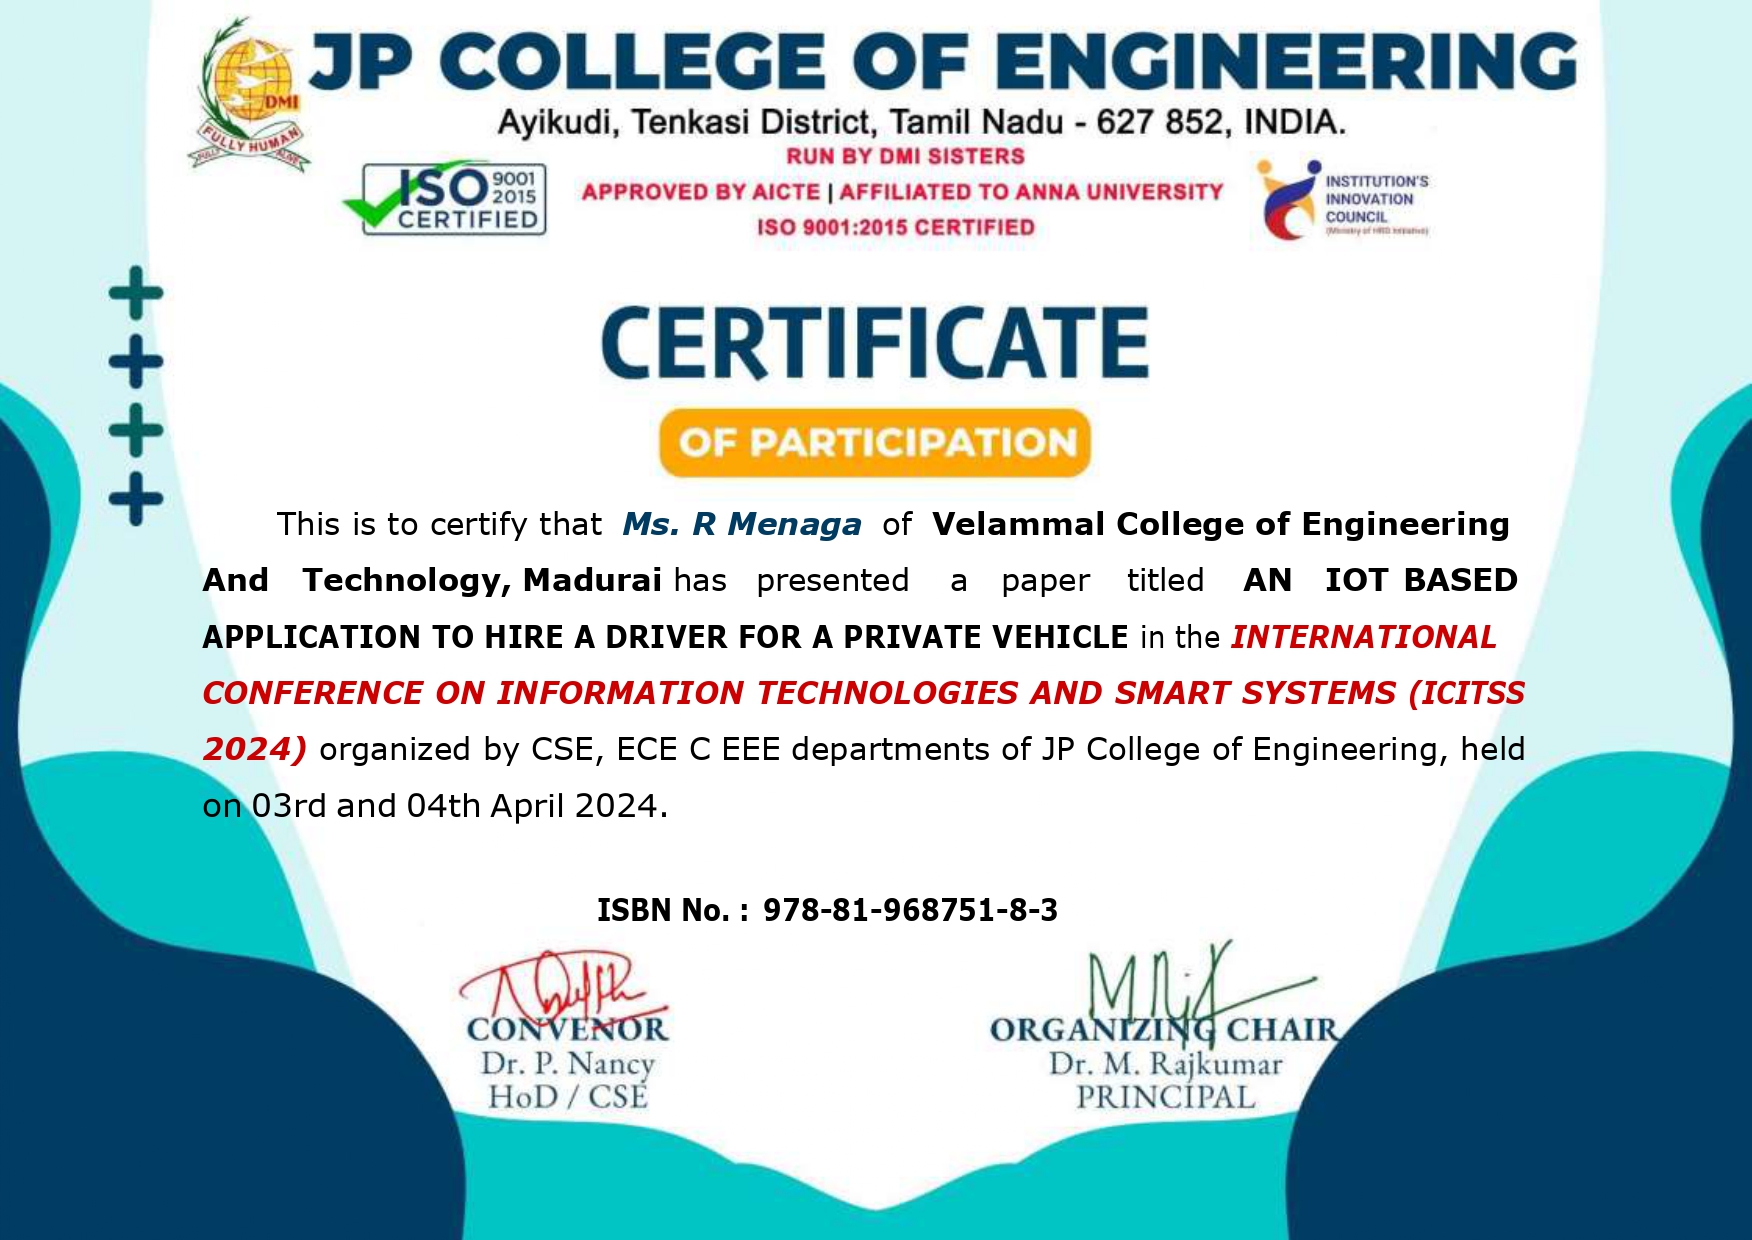 JP COLLEGE OF ENGINEERING
DMI
FULLY HUMAN
FULLY ALIVE
Ayikudi, Tenkasi District, Tamil Nadu - 627 852, INDIA.
RUN BY DMI SISTERS
ISO 9001
2015
CERTIFIED
APPROVED BY AICTE | AFFILIATED TO ANNA UNIVERSITY
ISO 9001:2015 CERTIFIED
INSTITUTION'S
INNOVATION
COUNCIL
(Ministry of HRD Initiative)
CERTIFICATE
OF PARTICIPATION
This is to certify that Ms. R Menaga of Velammal College of Engineering
And Technology, Madurai has presented a paper titled AN IOT BASED
APPLICATION TO HIRE A DRIVER FOR A PRIVATE VEHICLE in the INTERNATIONAL
CONFERENCE ON INFORMATION TECHNOLOGIES AND SMART SYSTEMS (ICITSS
2024) organized by CSE, ECE C EEE departments of JP College of Engineering, held
on 03rd and 04th April 2024.
ISBN No. : 978-81-968751-8-3
CONVENOR
Dr. P. Nancy
HoD / CSE
ORGANIZING CHAIR
Dr. M. Rajkumar
PRINCIPAL